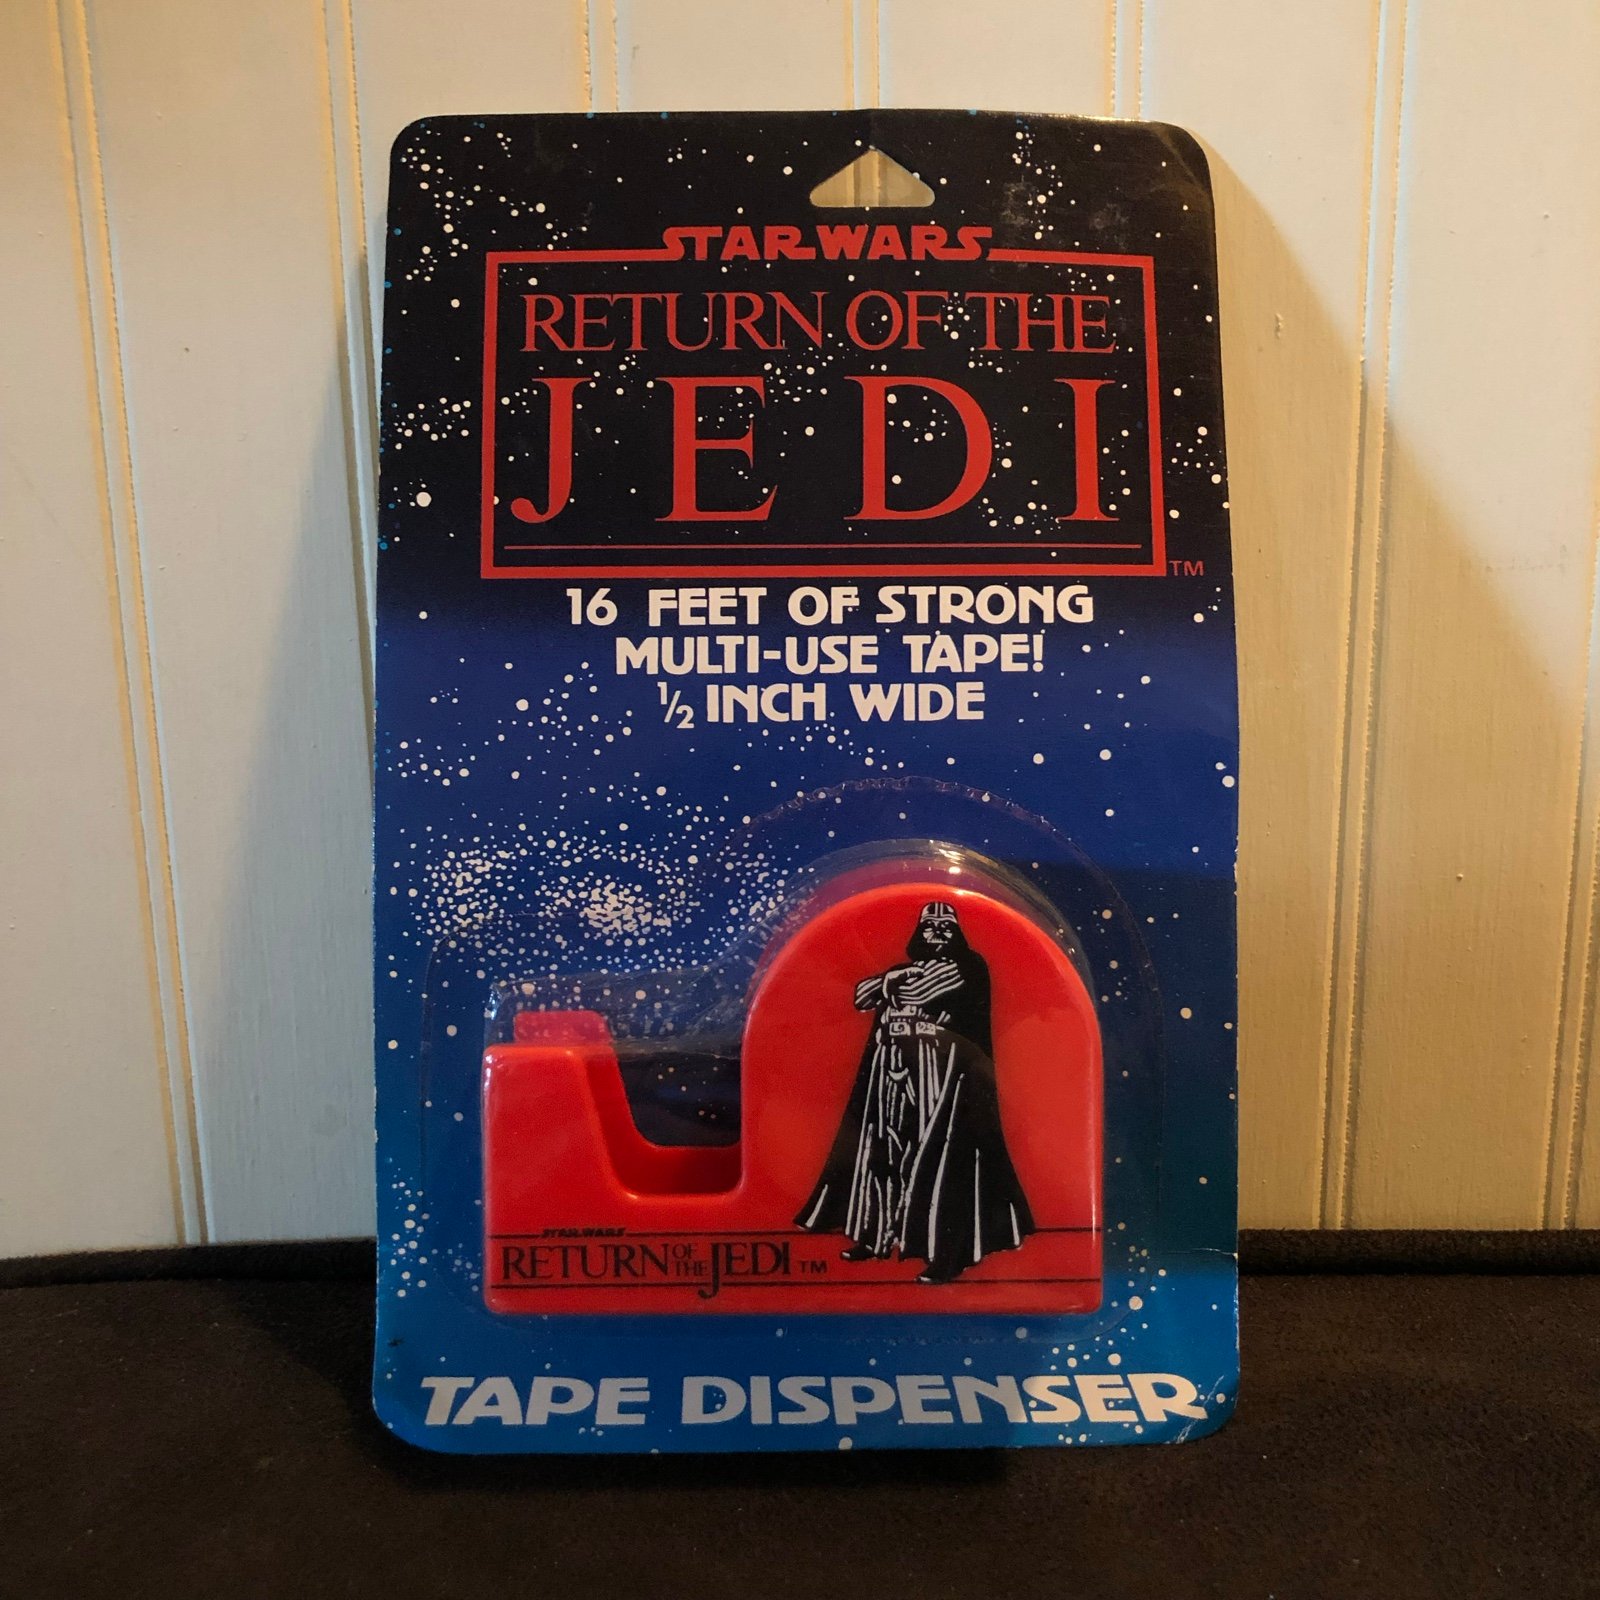 STAR WARS
RETURN OF THE
JEDI
TM
16 FEET OF STRONG
MULTI-USE TAPE!
½ INCH WIDE
STAR WARS
RETURN OF THE JEDI TM
TAPE DISPENSER